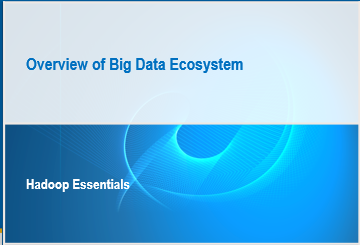 Overview of Big Data Ecosystem
Hadoop Essentials